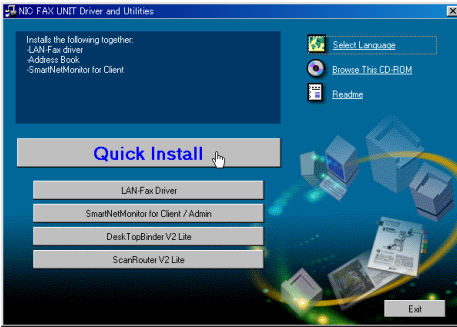 NIC FAX UNIT Driver and Utilities
Installs the following together:
-LAN-Fax driver
-Address Book
-SmartNetMonitor for Client
Select Language
Browse This CD-ROM
Readme
Quick Install
LAN-Fax Driver
SmartNetMonitor for Client / Admin
DeskTopBinder V2 Lite
ScanRouter V2 Lite
Exit